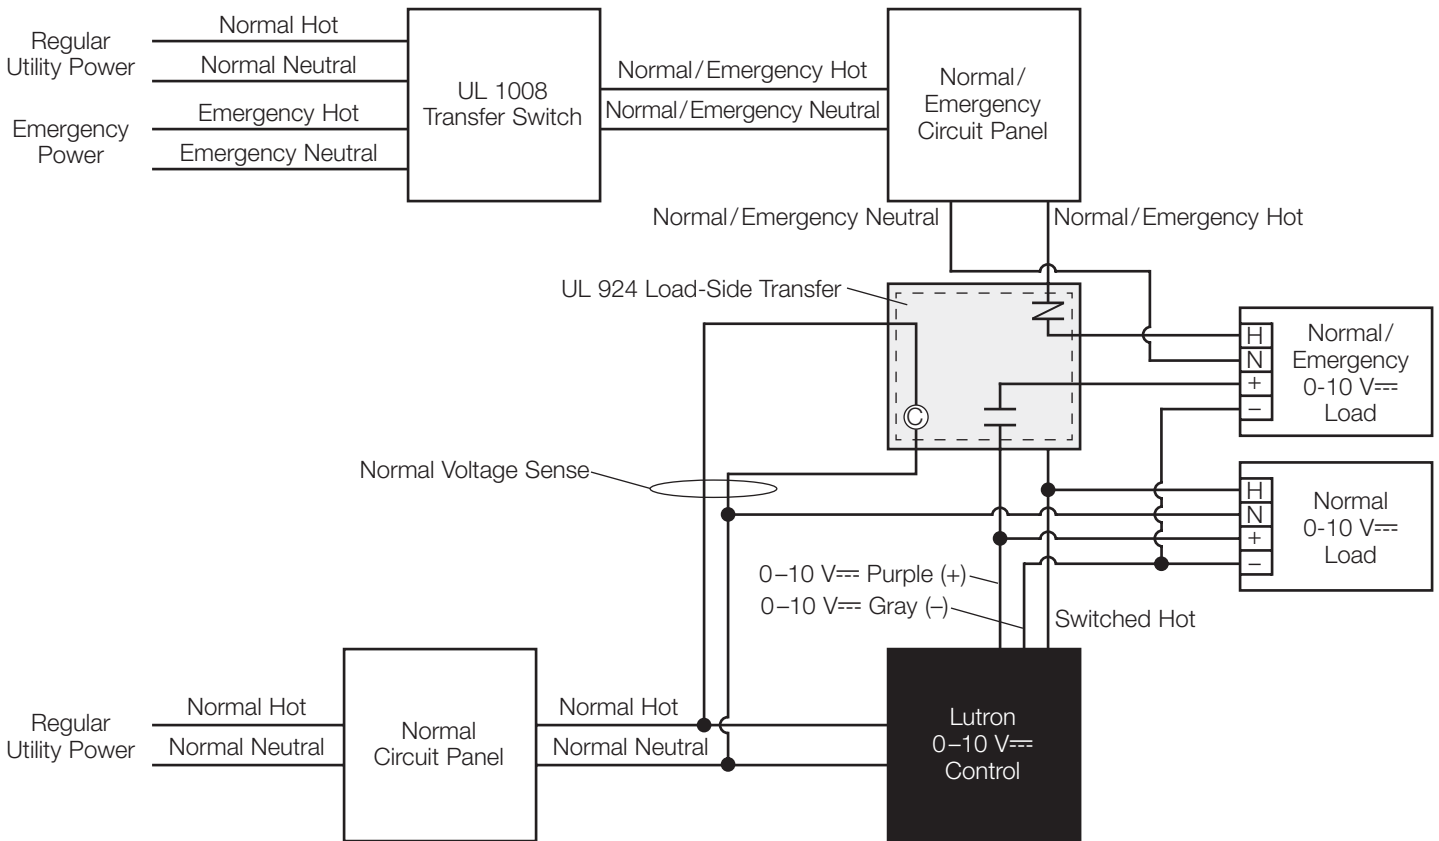 Regular
Utility Power
Normal Hot
Normal Neutral
Emergency
Power
Emergency Hot
Emergency Neutral
UL 1008
Transfer Switch
Normal/Emergency Hot
Normal/Emergency Neutral
Normal/
Emergency
Circuit Panel
Normal/Emergency Neutral
Normal/Emergency Hot
UL 924 Load-Side Transfer
C
H
N
+
–
Normal/
Emergency
0-10 V⎓
Load
Normal Voltage Sense
H
N
+
–
Normal
0-10 V⎓
Load
0–10 V⎓ Purple (+)
0–10 V⎓ Gray (–)
Switched Hot
Regular
Utility Power
Normal Hot
Normal Neutral
Normal
Circuit Panel
Normal Hot
Normal Neutral
Lutron
0–10 V⎓
Control